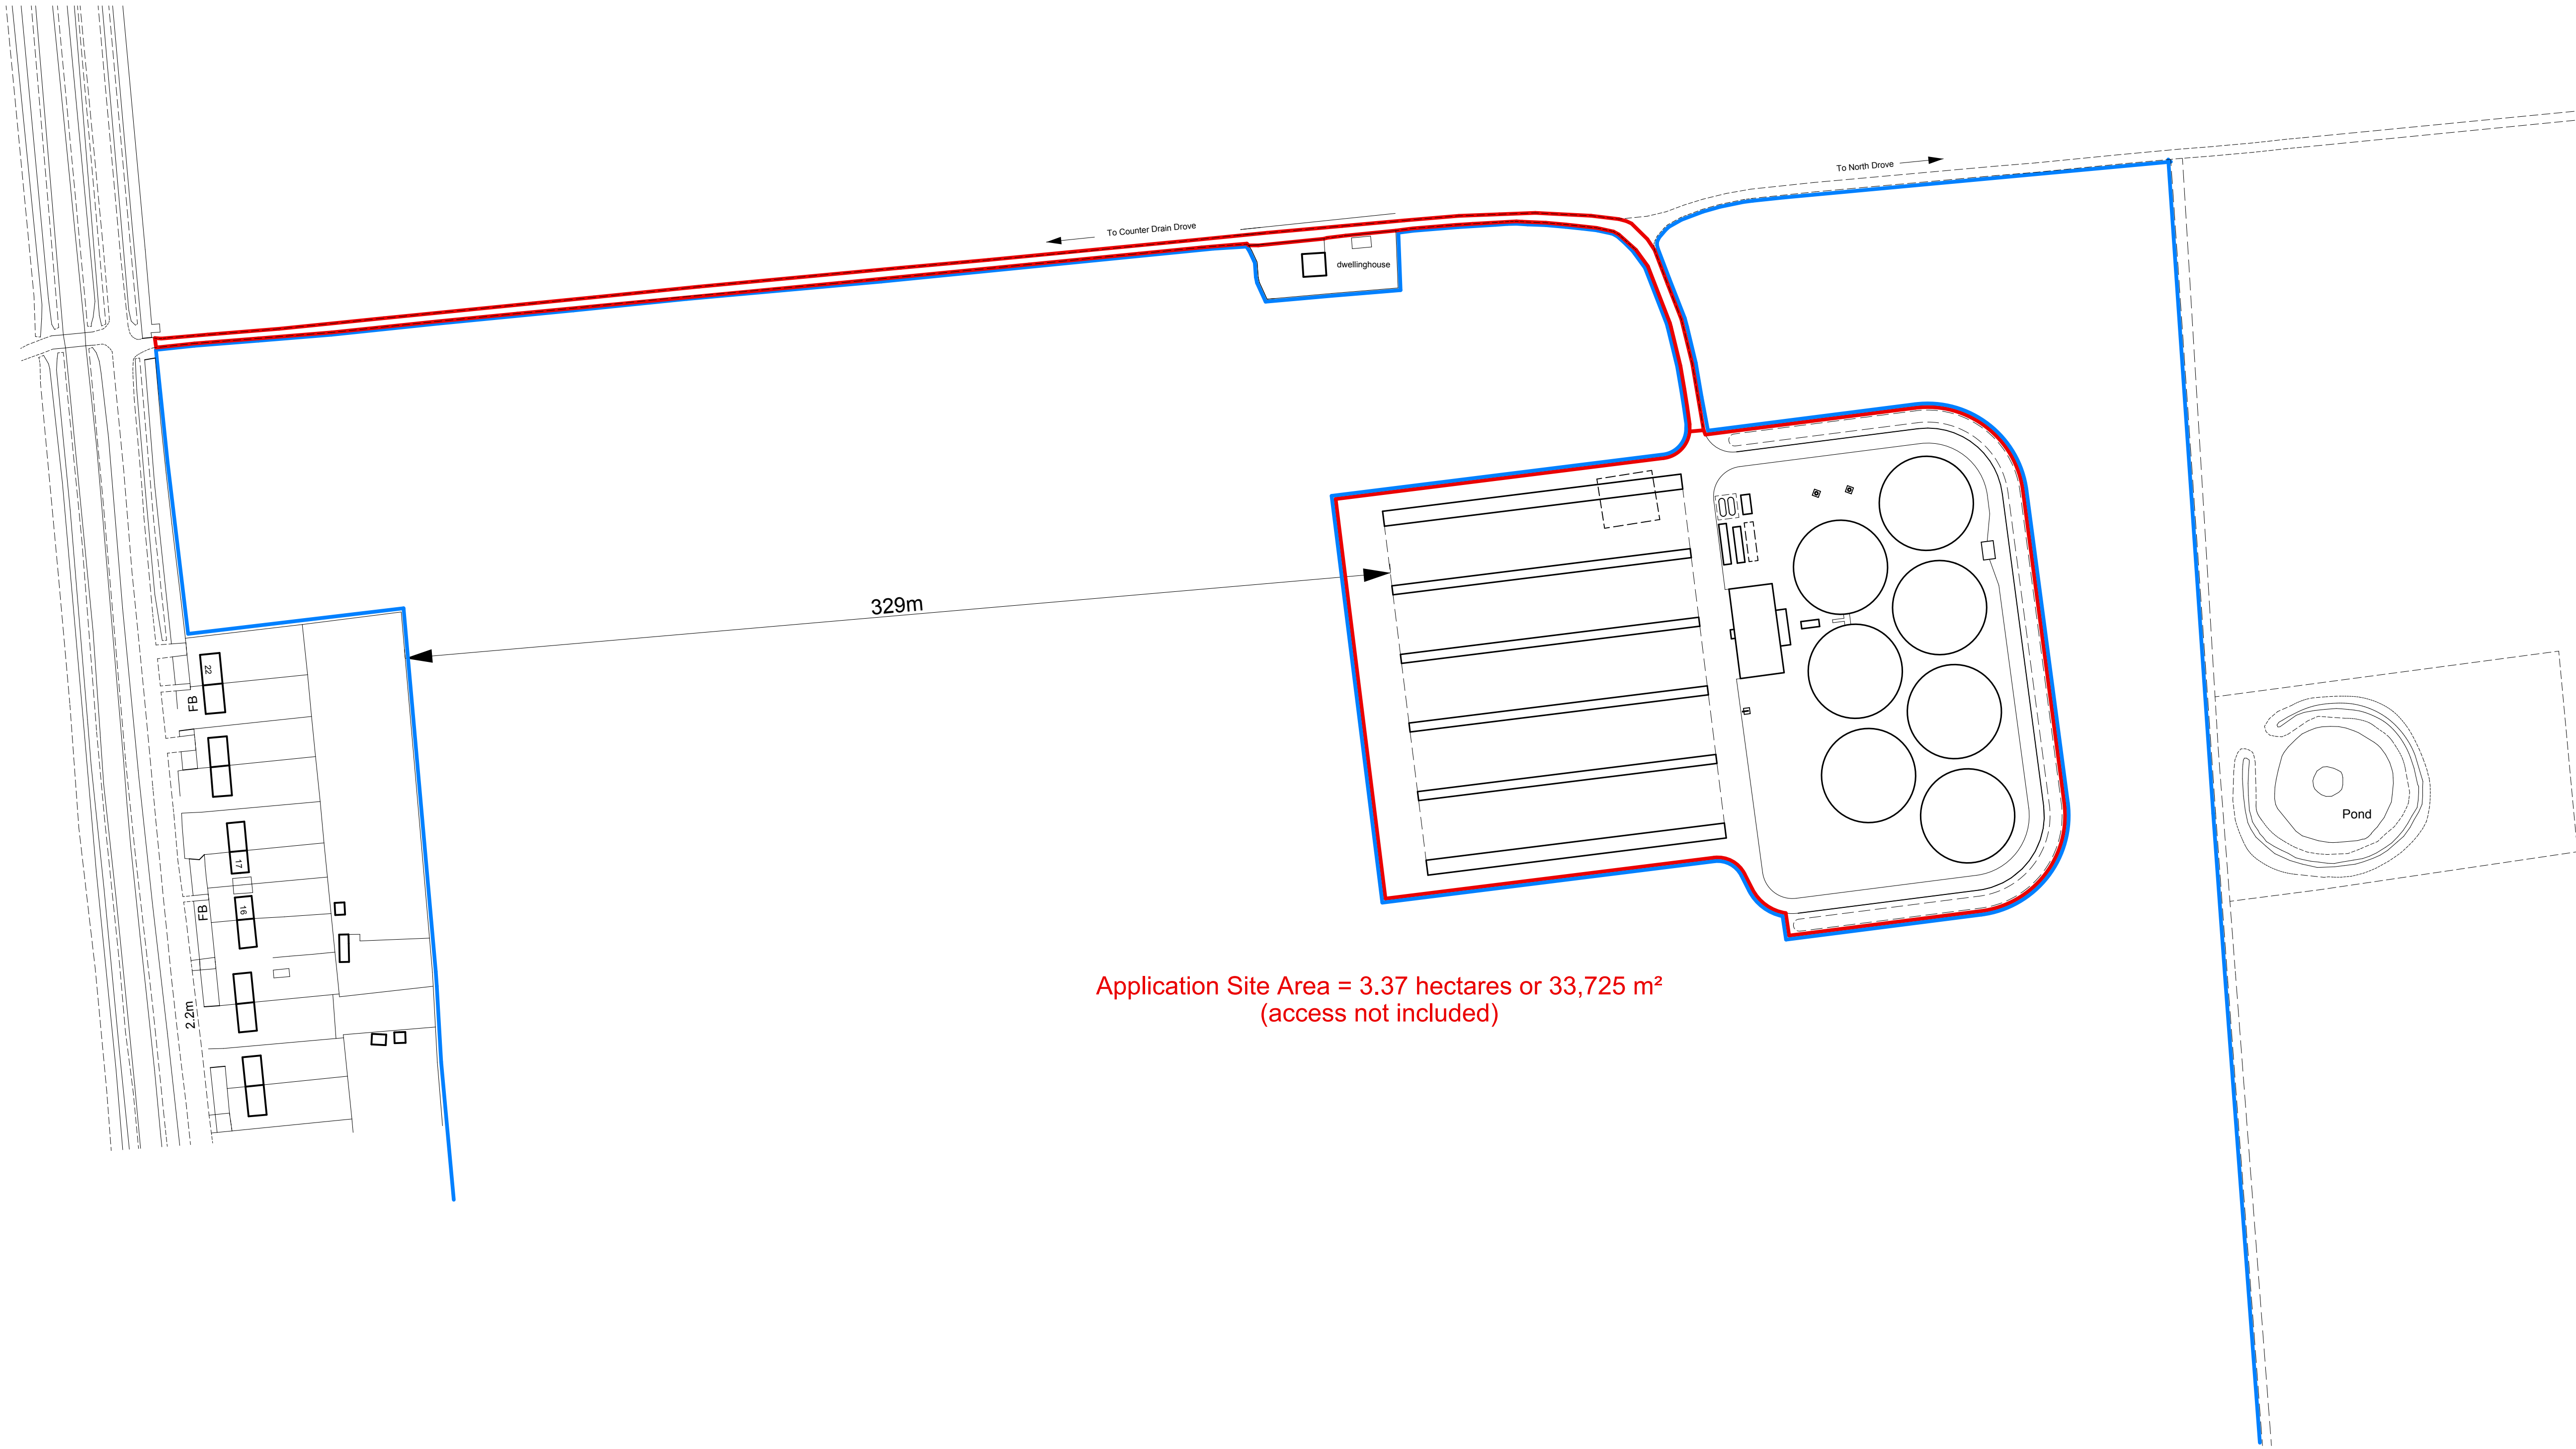 To North Drove
To Counter Drain Drove
dwellinghouse
329m
22
FB
Pond
17
16
FB
Application Site Area = 3.37 hectares or 33,725 m²
(access not included)
2.2m